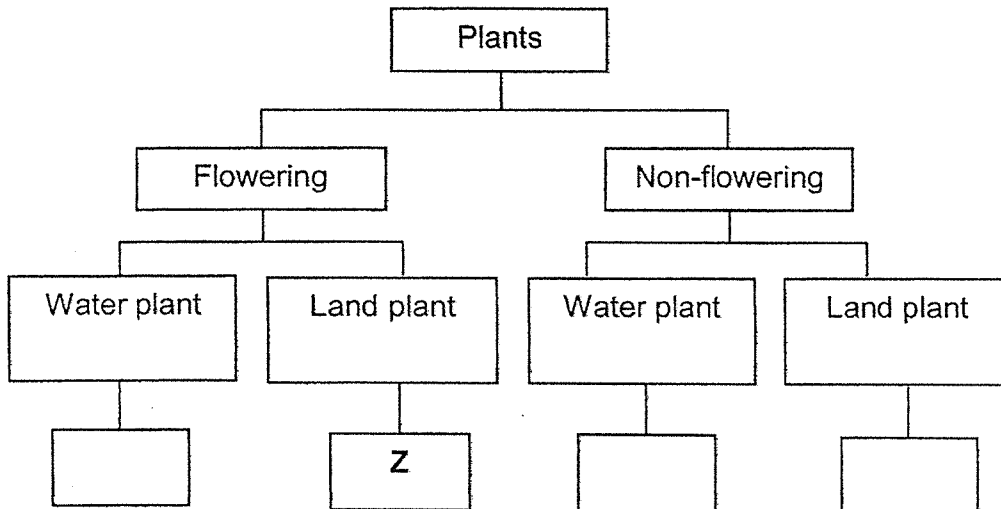 Plants
Flowering
Non-flowering
Water plant
Land plant
Water plant
Land plant
Z